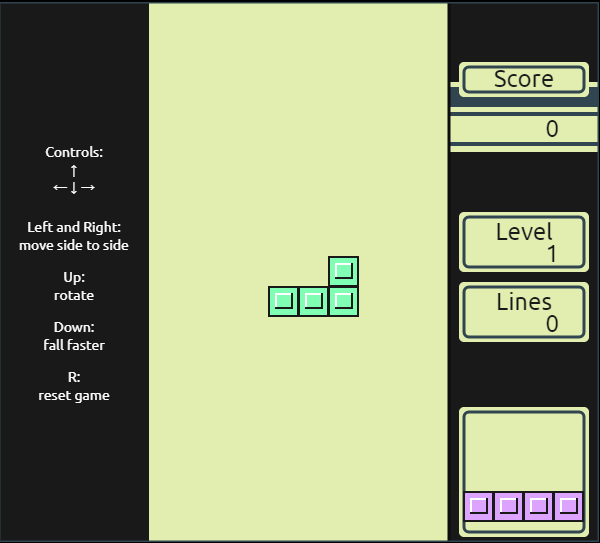 Controls:
↑
←↓→
Left and Right:
move side to side
Up:
rotate
Down:
fall faster
R:
reset game
Score
0
Level
1
Lines
0